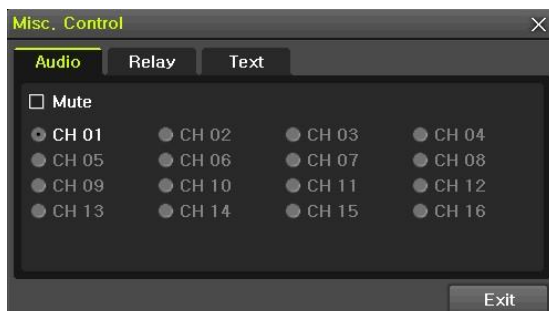 Misc. Control
Audio Relay Text
Mute
CH 01 CH 02 CH 03 CH 04
CH 05 CH 06 CH 07 CH 08
CH 09 CH 10 CH 11 CH 12
CH 13 CH 14 CH 15 CH 16
Exit